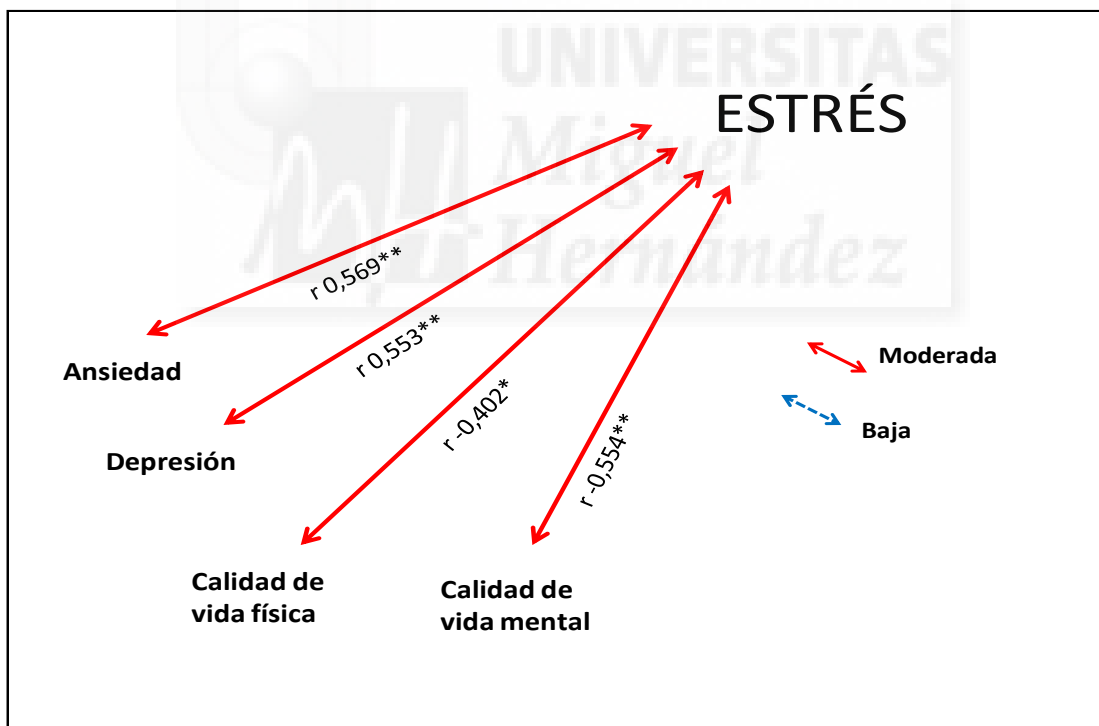 UNIVERSITAS
Miguel
Hernández
ESTRÉS
r 0,569**
r 0,553**
r -0,402*
r -0,554**
Ansiedad
Depresión
Calidad de
vida física
Calidad de
vida mental
Moderada
Baja